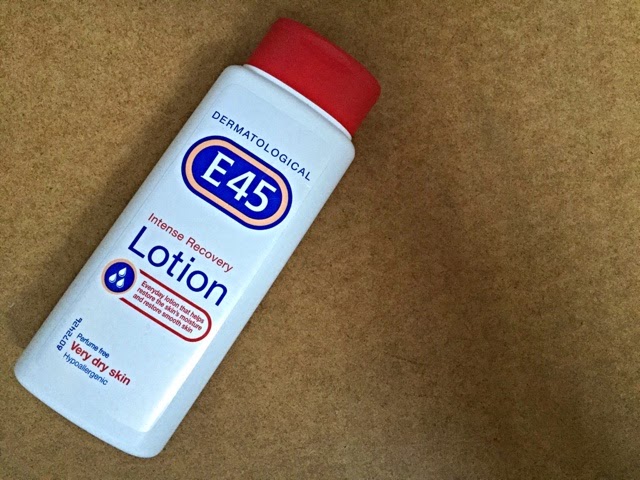 DERMATOLOGICAL
E45
Intense Recovery
Lotion
Everyday lotion that helps
restore the skin's moisture
and restore smooth skin
Perfume free
Very dry skin
Hypoallergenic
8072426